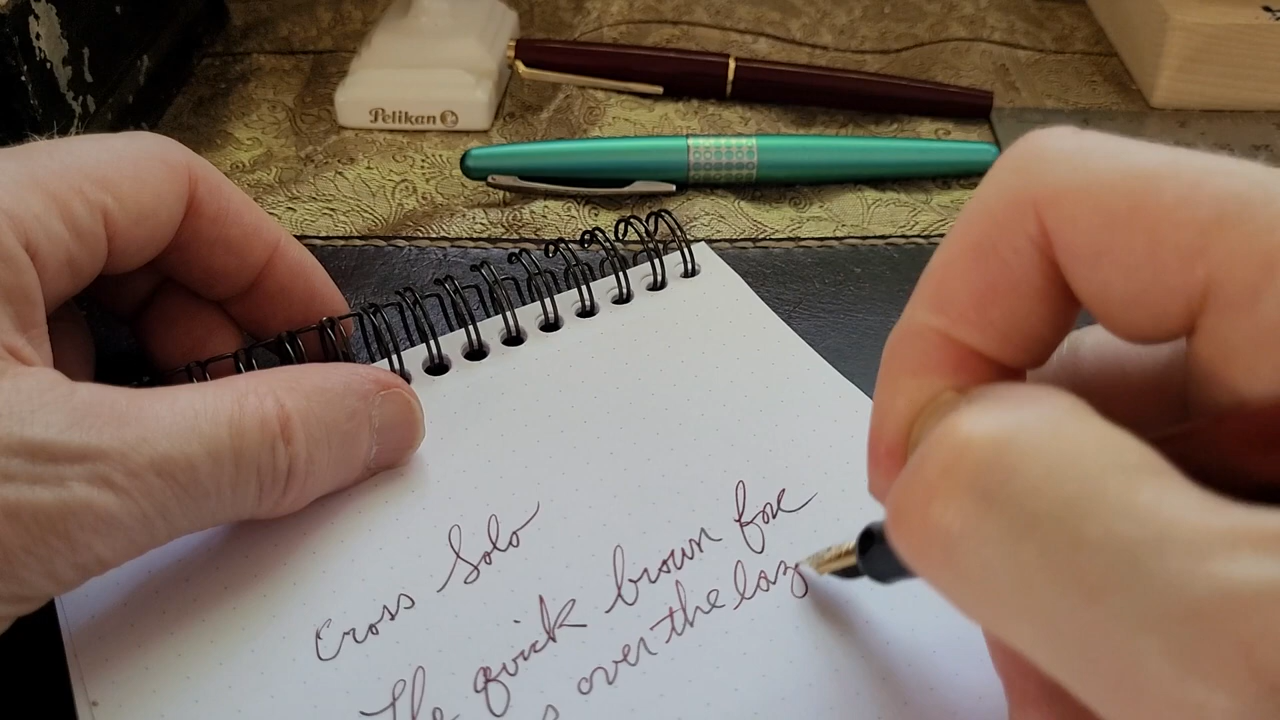 Pelikan
Cross Solo
The quick brown fox
over the laz